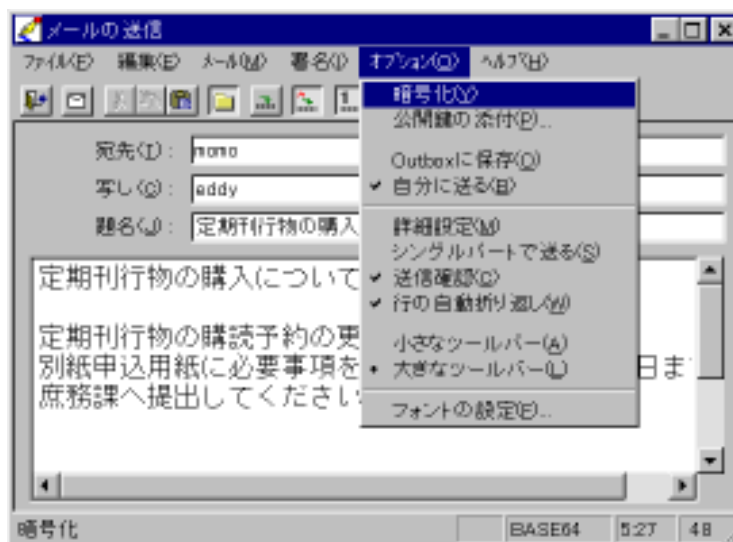 メールの送信
ファイル(F) 編集(E) メール(M) 署名(I) オプション(O) ヘルプ(H)
暗号化(Y)
公開鍵の添付(P)...
Outboxに保存(O)
自分に送る(B)
詳細設定(M)
シングルパートで送る(S)
送信確認(C)
行の自動折り返し(W)
小さなツールバー(A)
大きなツールバー(L)
フォントの設定(F)...
宛先(T): momo
写し(C): eddy
題名(J): 定期刊行物の購入
定期刊行物の購入について
定期刊行物の購読予約の更
別紙申込用紙に必要事項を 日ま
庶務課へ提出してください
暗号化 BASE64 5:27 48